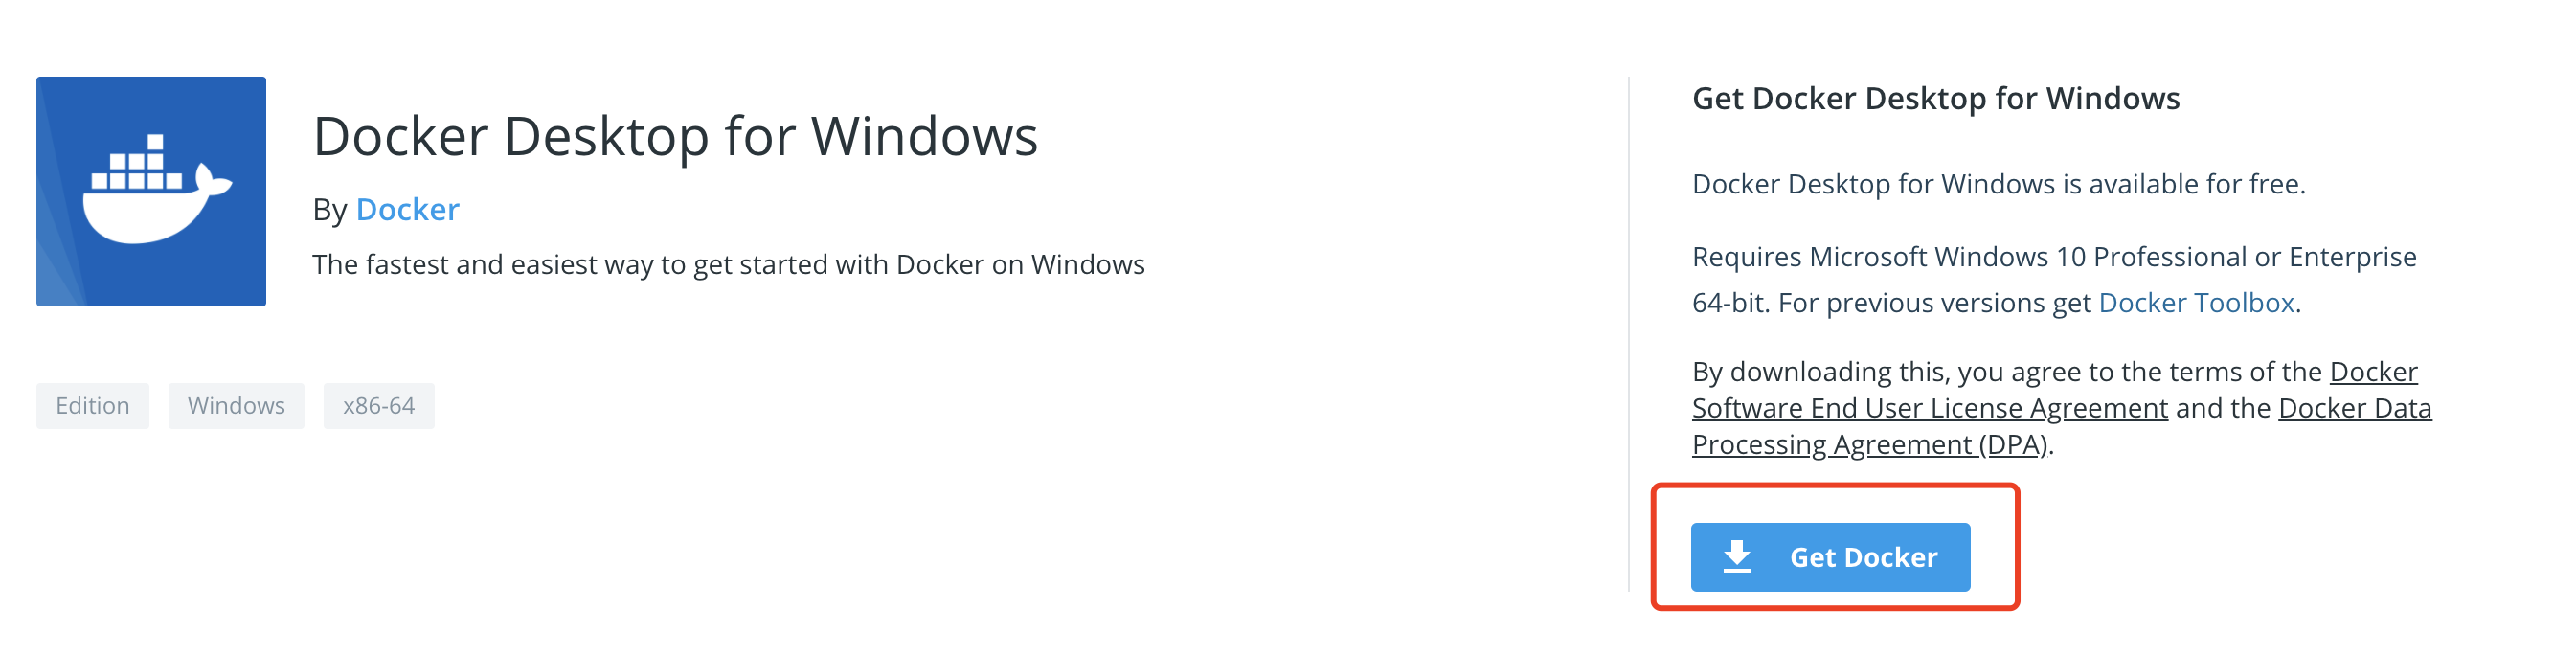 Docker Desktop for Windows
By Docker
The fastest and easiest way to get started with Docker on Windows
Edition
Windows
x86-64
Get Docker Desktop for Windows
Docker Desktop for Windows is available for free.
Requires Microsoft Windows 10 Professional or Enterprise
64-bit. For previous versions get Docker Toolbox.
By downloading this, you agree to the terms of the Docker
Software End User License Agreement and the Docker Data
Processing Agreement (DPA).
Get Docker